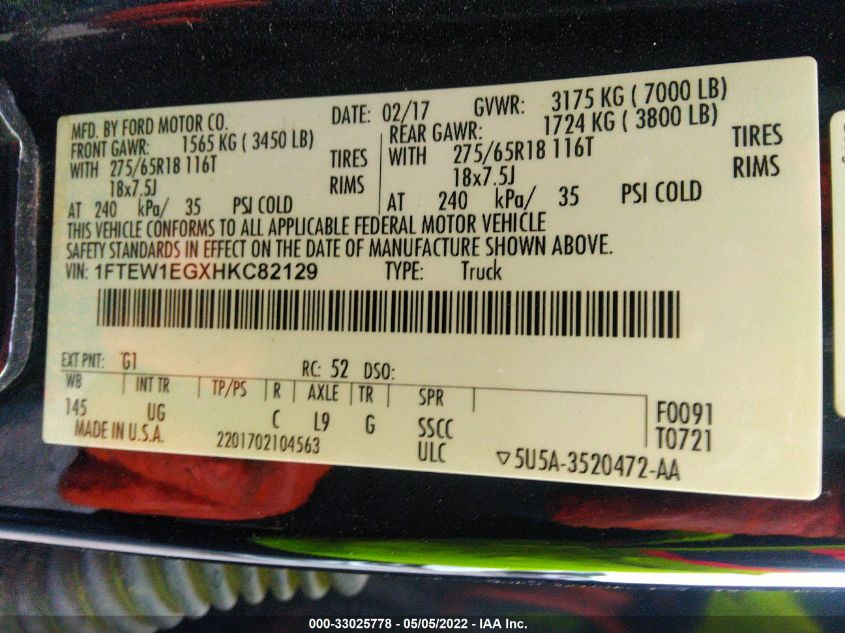 MFD. BY FORD MOTOR CO. DATE: 02/17 GVWR: 3175 KG ( 7000 LB)
FRONT GAWR: 1565 KG ( 3450 LB) REAR GAWR: 1724 KG ( 3800 LB)
WITH 275/65R18 116T TIRES WITH 275/65R18 116T TIRES
18x7.5J RIMS 18x7.5J RIMS
AT 240 kPa/ 35 PSI COLD AT 240 kPa/ 35 PSI COLD
THIS VEHICLE CONFORMS TO ALL APPLICABLE FEDERAL MOTOR VEHICLE
SAFETY STANDARDS IN EFFECT ON THE DATE OF MANUFACTURE SHOWN ABOVE.
VIN: 1FTEW1EGXHKC82129 TYPE: Truck
EXT PNT: G1 RC: 52 DSO:
WB INT TR TP/PS R AXLE TR SPR
145 UG C L9 G SSCC F0091
MADE IN U.S.A. 2201702104563 ULC T0721
▽5U5A-3520472-AA
000-33025778 - 05/05/2022 - IAA Inc.